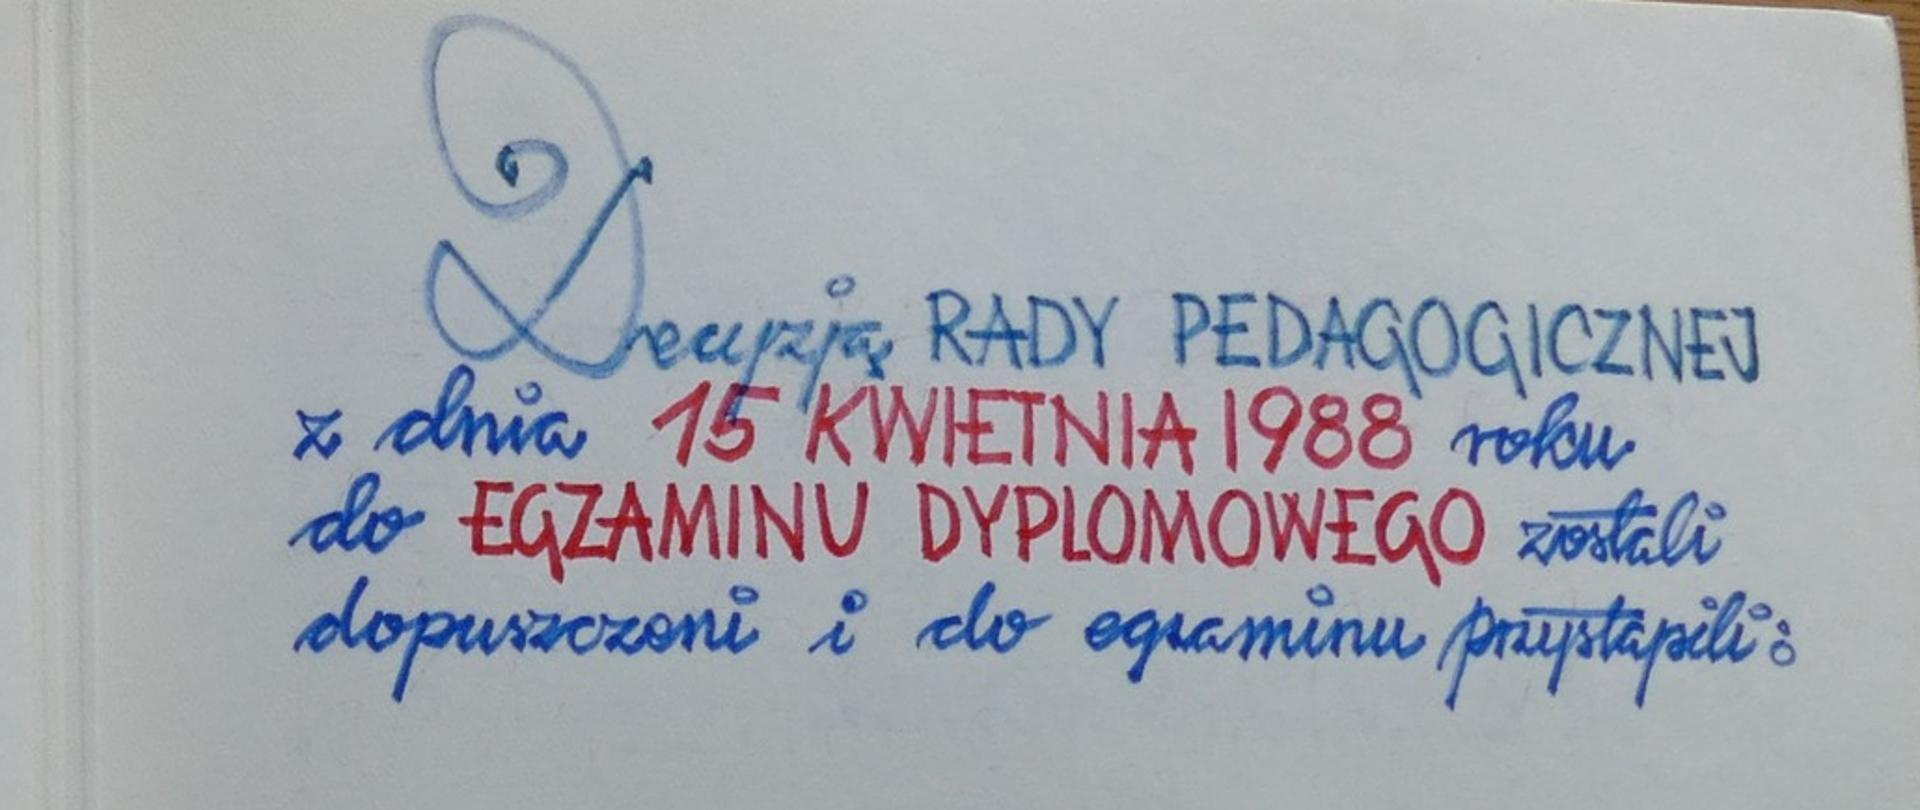 Decyzją RADY PEDAGOGICZNEJ
z dnia 15 KWIETNIA 1988 roku
do EGZAMINU DYPLOMOWEGO zostali
dopuszczeni i do egzaminu przystąpili: